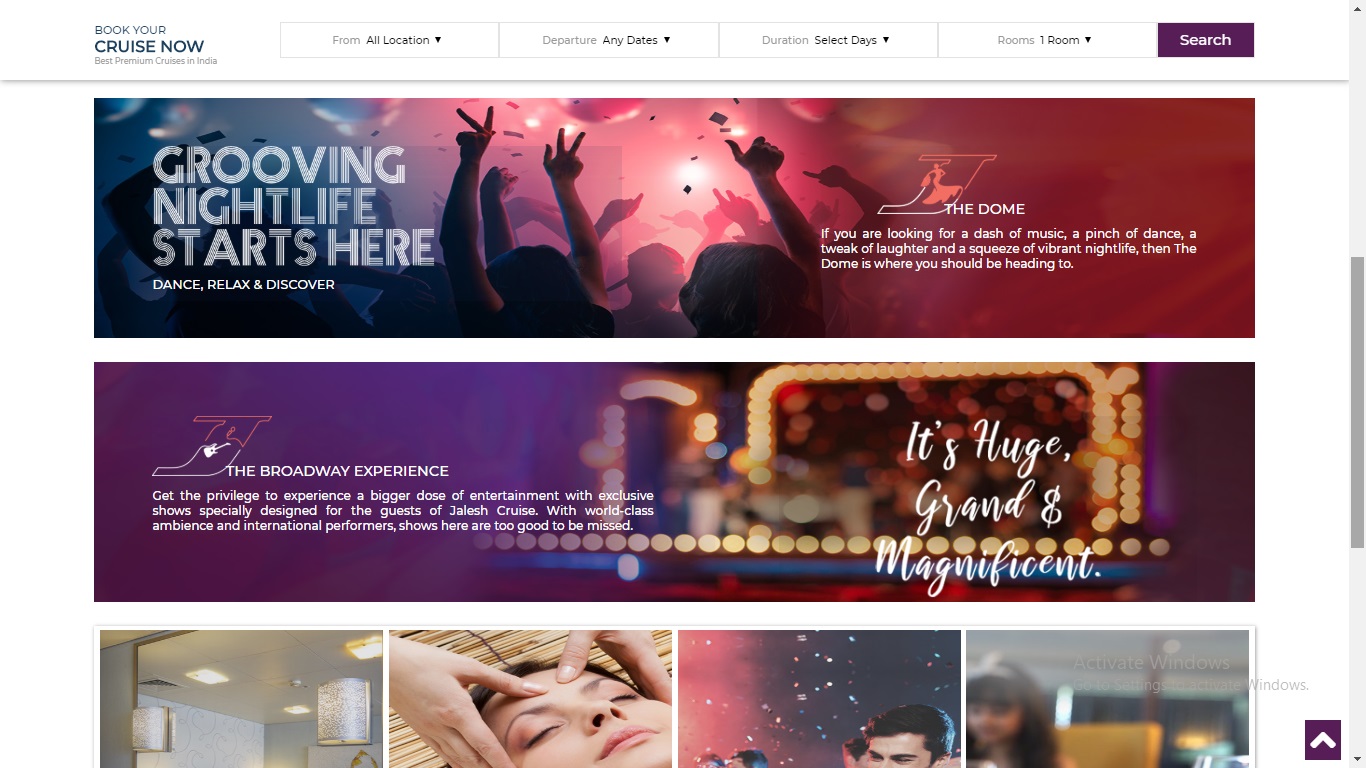 BOOK YOUR
CRUISE NOW
Best Premium Cruises in India
From All Location ▼
Departure Any Dates ▼
Duration Select Days ▼
Rooms 1 Room ▼
Search
GROOVING
NIGHTLIFE
STARTS HERE
DANCE, RELAX & DISCOVER
THE DOME
If you are looking for a dash of music, a pinch of dance, a
tweak of laughter and a squeeze of vibrant nightlife, then The
Dome is where you should be heading to.
THE BROADWAY EXPERIENCE
Get the privilege to experience a bigger dose of entertainment with exclusive
shows specially designed for the guests of Jalesh Cruise. With world-class
ambience and international performers, shows here are too good to be missed.
It's Huge,
Grand &
Magnificent.
Activate Windows
Go to Settings to activate Windows.